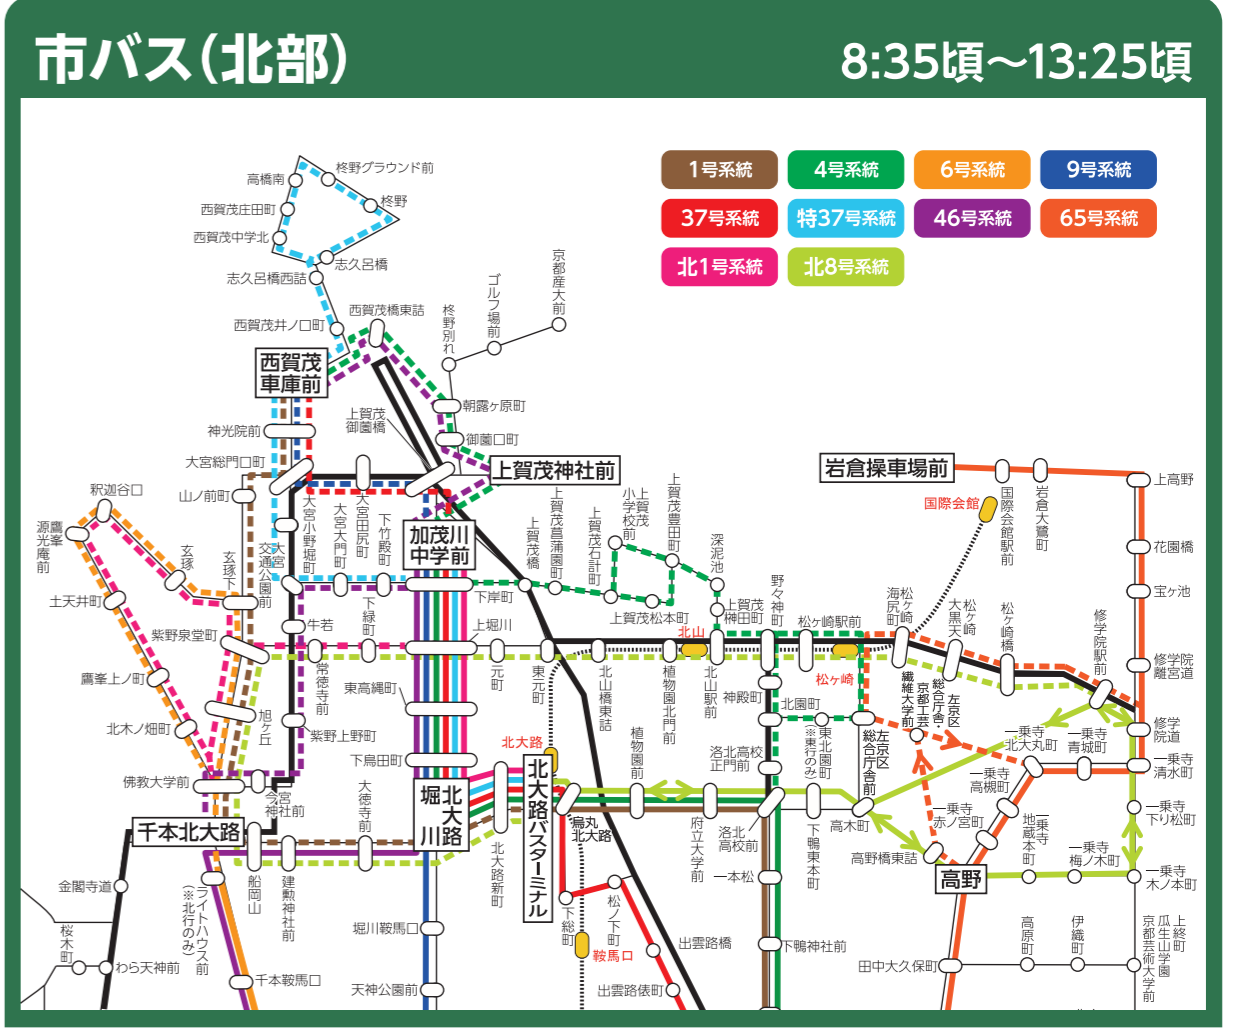 市バス（北部）
8:35頃～13:25頃
1号系統
4号系統
6号系統
9号系統
37号系統
特37号系統
46号系統
65号系統
北1号系統
北8号系統
柊野グラウンド前
高橋南
柊野
西賀茂庄田町
西賀茂中学北
志久呂橋
志久呂橋西詰
西賀茂井ノ口町
西賀茂橋東詰
京都産大前
ゴルフ場前
柊野別れ
西賀茂
車庫前
朝露ヶ原町
上賀茂
御薗橋
御薗口町
神光院前
大宮総門口町
上賀茂神社前
山ノ前町
釈迦谷口
鷹峯
源光庵前
玄琢
玄琢下
大宮
交通公園前
大宮小野堀町
大宮大門町
大宮田尻町
下竹殿町
加茂川
中学前
上賀茂橋
上賀茂菖蒲園町
上賀茂石計町
上賀茂
小学校前
上賀茂豊田町
深泥池
上賀茂
榊田町
上賀茂松本町
野々神町
下岸町
土天井町
紫野泉堂町
牛若
下緑町
上堀川
鷹峯上ノ町
常徳寺前
東高縄町
元町
東元町
北山橋東詰
植物園北門前
北山
北山駅前
松ヶ崎駅前
松ヶ崎
松ヶ崎
海尻町
松ヶ崎
大黒天
松ヶ崎橋
修学院駅前
岩倉操車場前
国際会館
国際会館駅前
岩倉大鷺町
上高野
花園橋
宝ヶ池
修学院
離宮道
修学
院道
一乗寺
清水町
一乗寺
下り松町
一乗寺
木ノ本町
北木ノ畑町
旭ヶ丘
紫野上野町
下鳥田町
佛教大学前
今宮
神社前
大徳寺前
千本北大路
北大路
堀川
北大路
北大路バスターミナル
烏丸
北大路
植物園前
府立大学前
洛北高校
正門前
神殿町
北園町
東北園町
（※東行のみ）
左京区
総合庁舎前
左京区
総合庁舎・
京都工芸
繊維大学前
一乗寺
北大丸町
一乗寺
青城町
一乗寺
高槻町
一乗寺
赤ノ宮町
一乗寺
地蔵本町
一乗寺
梅ノ木町
高野橋東詰
高野
高木町
下鴨東本町
洛北
高校前
一本松
下鴨神社前
出雲路橋
出雲路俵町
松ノ下町
鞍馬口
下総町
北大路新町
堀川鞍馬口
天神公園前
建勲神社前
船岡山
ライトハウス前
（※北行のみ）
千本鞍馬口
金閣寺道
桜木町
わら天神前
田中大久保町
高原町
伊織町
上終町
瓜生山学園
京都芸術大学前